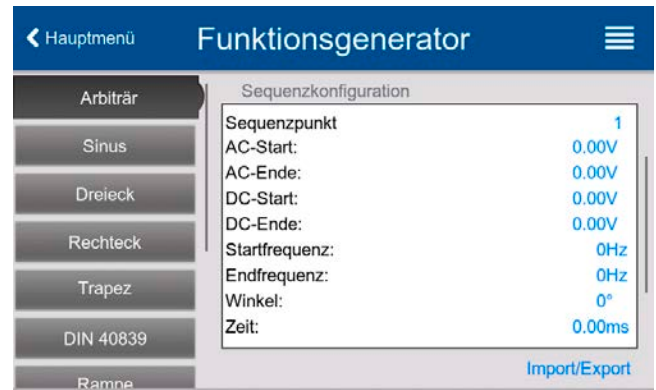 Hauptmenü
Funktionsgenerator
Arbiträr
Sinus
Dreieck
Rechteck
Trapez
DIN 40839
Rampe
Sequenzkonfiguration
Sequenzpunkt 1
AC-Start: 0.00V
AC-Ende: 0.00V
DC-Start: 0.00V
DC-Ende: 0.00V
Startfrequenz: 0Hz
Endfrequenz: 0Hz
Winkel: 0°
Zeit: 0.00ms
Import/Export